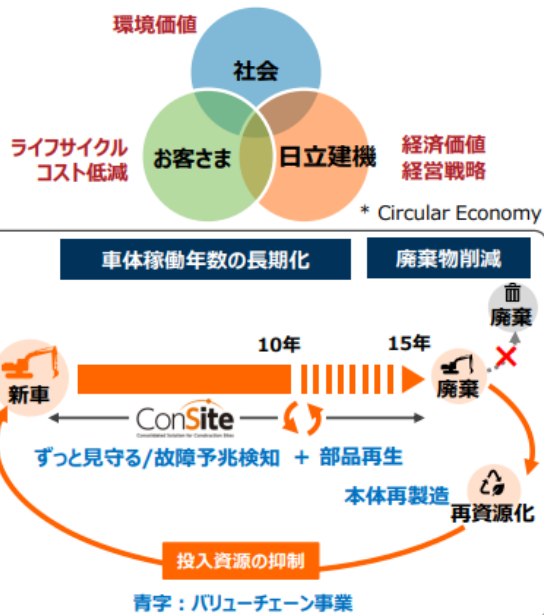 環境価値
社会
ライフサイクル
コスト低減
お客さま
日立建機
経済価値
経営戦略
* Circular Economy
車体稼働年数の長期化
廃棄物削減
廃棄
10年
15年
新車
廃棄
ConSite
Consolidated Solution for Construction Sites
ずっと見守る/故障予兆検知 + 部品再生
本体再製造
再資源化
投入資源の抑制
青字：バリューチェーン事業